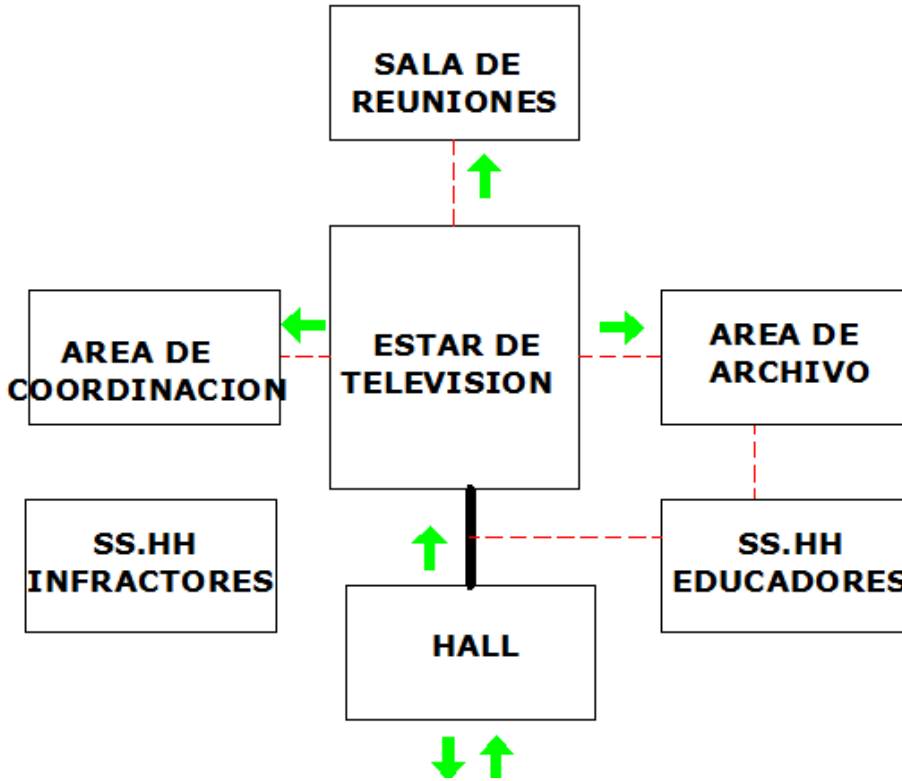 SALA DE
REUNIONES
AREA DE
COORDINACION
ESTAR DE
TELEVISION
AREA DE
ARCHIVO
SS.HH
INFRACTORES
SS.HH
EDUCADORES
HALL